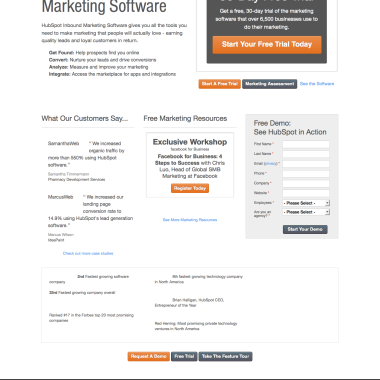 Marketing Software
HubSpot Inbound Marketing Software gives you all the tools
you need to make marketing that people will actually love - earning
quality leads and loyal customers in return.
Get Found: Help prospects find you online
Convert: Nurture your leads and drive conversions
Analyze: Measure and improve your marketing
Integrate: Access the marketplace for apps and integrations
Get a free, 30-day trial of the marketing
software that over 6,500 businesses use to
do their marketing.
Start Your Free Trial Today
Start A Free Trial
Marketing Assessment
See the Software
What Our Customers Say...
SamanthaWeb
" We increased
organic traffic by
more than 560% using HubSpot
software."
Samantha Timmermann
Pharmacy Development Services
MarcusWeb
" We increased our
landing page
conversion rate to
14.9% using HubSpot's lead generation
software."
Marcus Wilson
IdeaPaint
Check out more case studies
Free Marketing Resources
Exclusive Workshop
facebook for Business
Facebook for Business: 4
Steps to Success with Chris
Luo, Head of Global SMB
Marketing at Facebook
Register Today
See More Marketing Resources
Free Demo:
See HubSpot in Action
First Name *
Last Name *
Email (privacy) *
Phone *
Company *
Website *
Employees *
- Please Select -
Are you an
agency? *
- Please Select -
Start Your Demo
2nd Fastest growing software
company
6th fastest growing technology company
in North America
33rd Fastest growing company overall
Brian Halligan, HubSpot CEO,
Entrepreneur of the Year
Ranked #17 in the Forbes top 20 most promising
companies
Red Herring: Most promising private technology
ventures in North America
Request A Demo
Free Trial
Take The Feature Tour